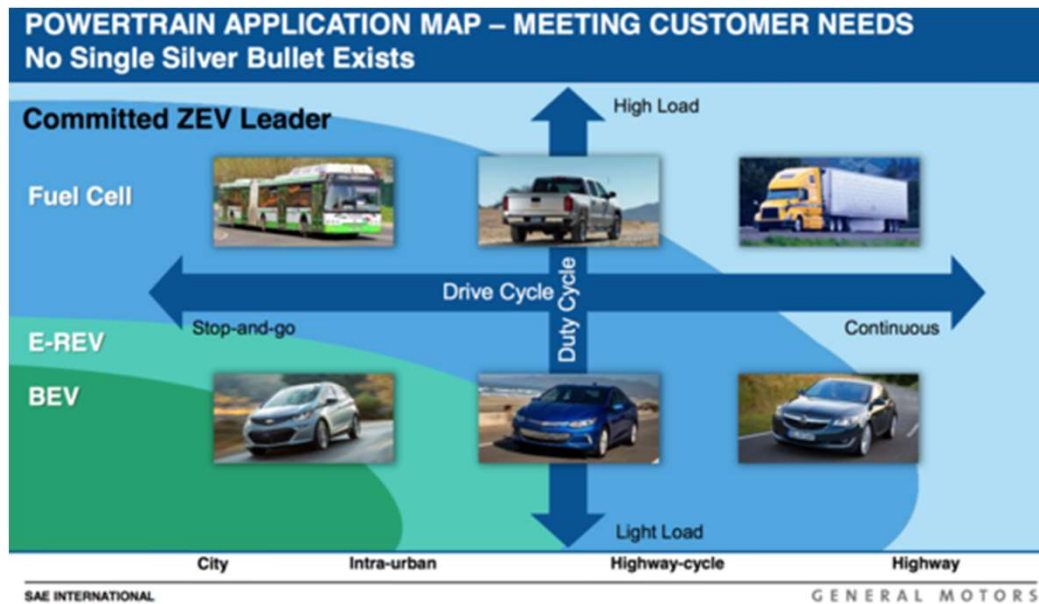 POWERTRAIN APPLICATION MAP – MEETING CUSTOMER NEEDS
No Single Silver Bullet Exists
High Load
Committed ZEV Leader
Fuel Cell
Drive Cycle
Duty Cycle
Stop-and-go
Continuous
E-REV
BEV
Light Load
City
Intra-urban
Highway-cycle
Highway
SAE INTERNATIONAL
GENERAL MOTORS